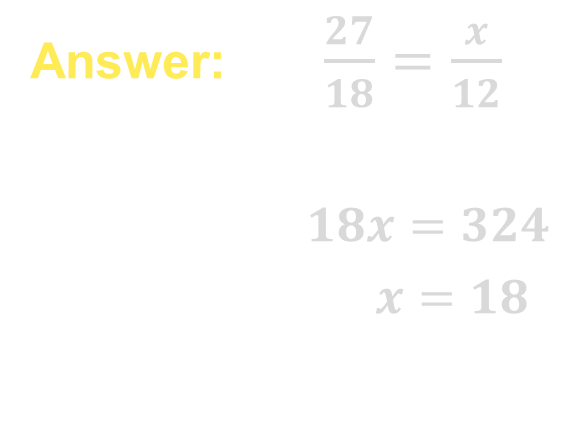 Answer: 27/18 = x/12
18x = 324
x = 18